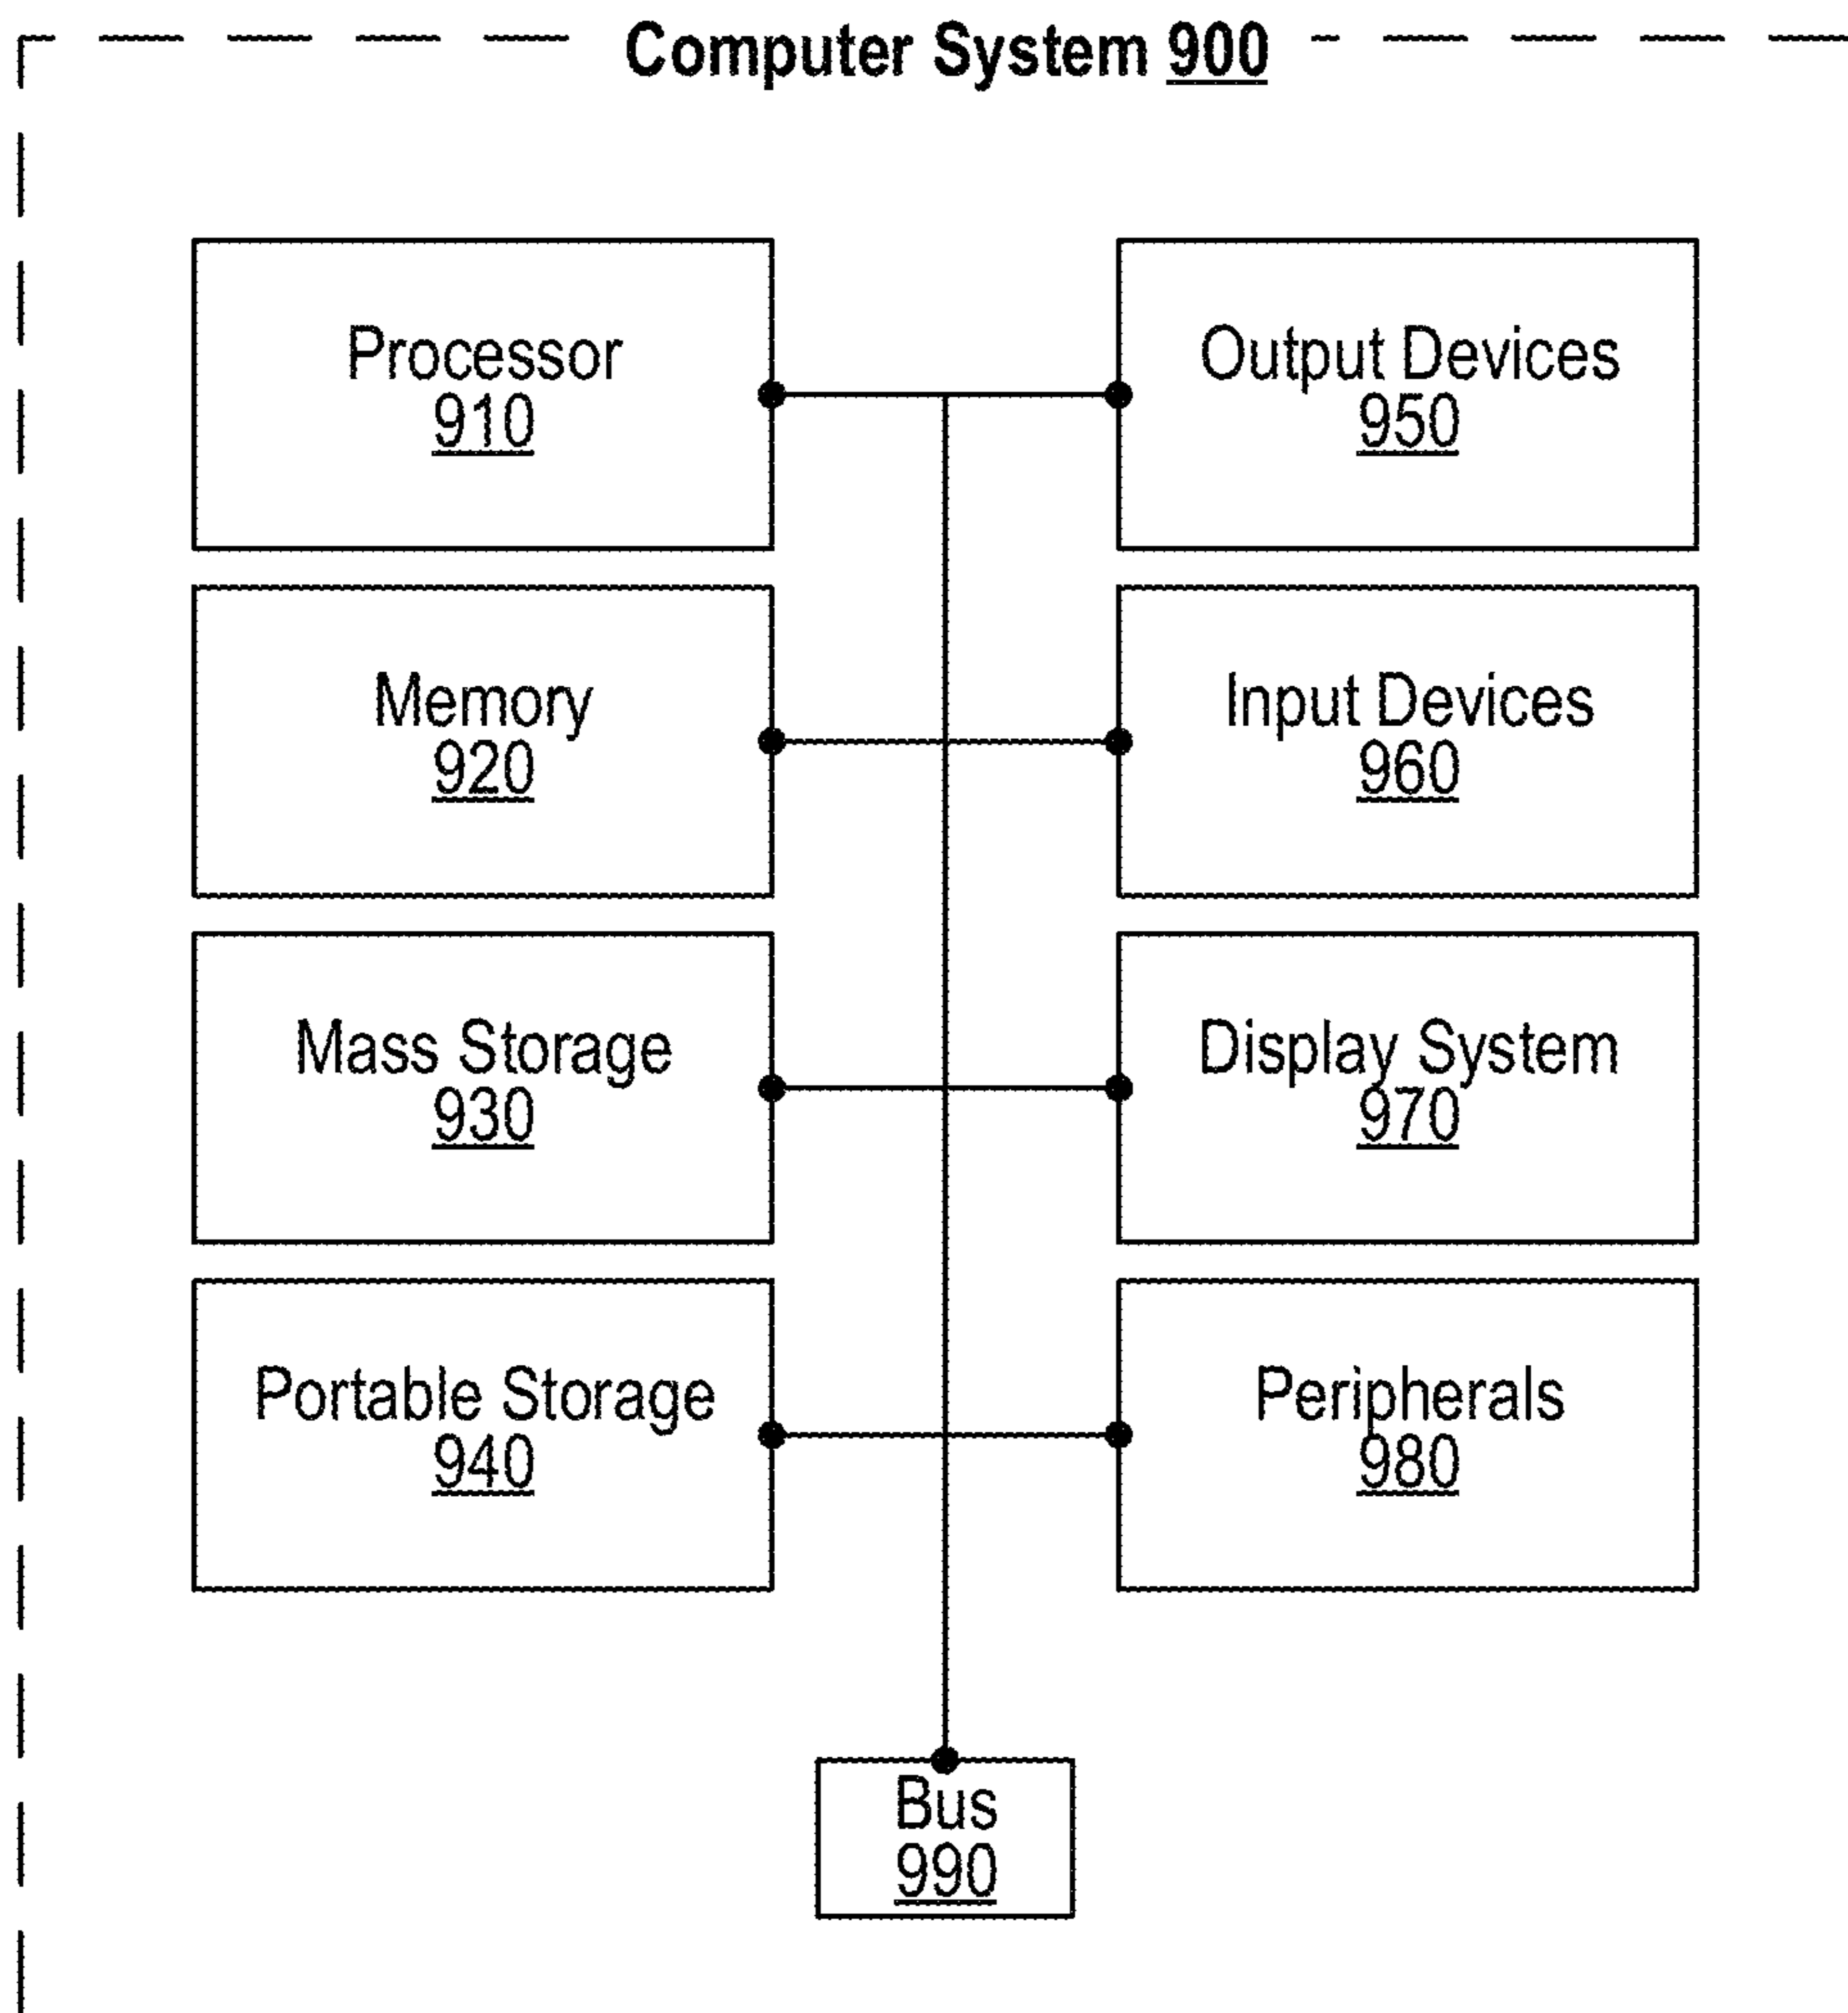 Computer System 900
Processor
910
Output Devices
950
Memory
920
Input Devices
960
Mass Storage
930
Display System
970
Portable Storage
940
Peripherals
980
Bus
990